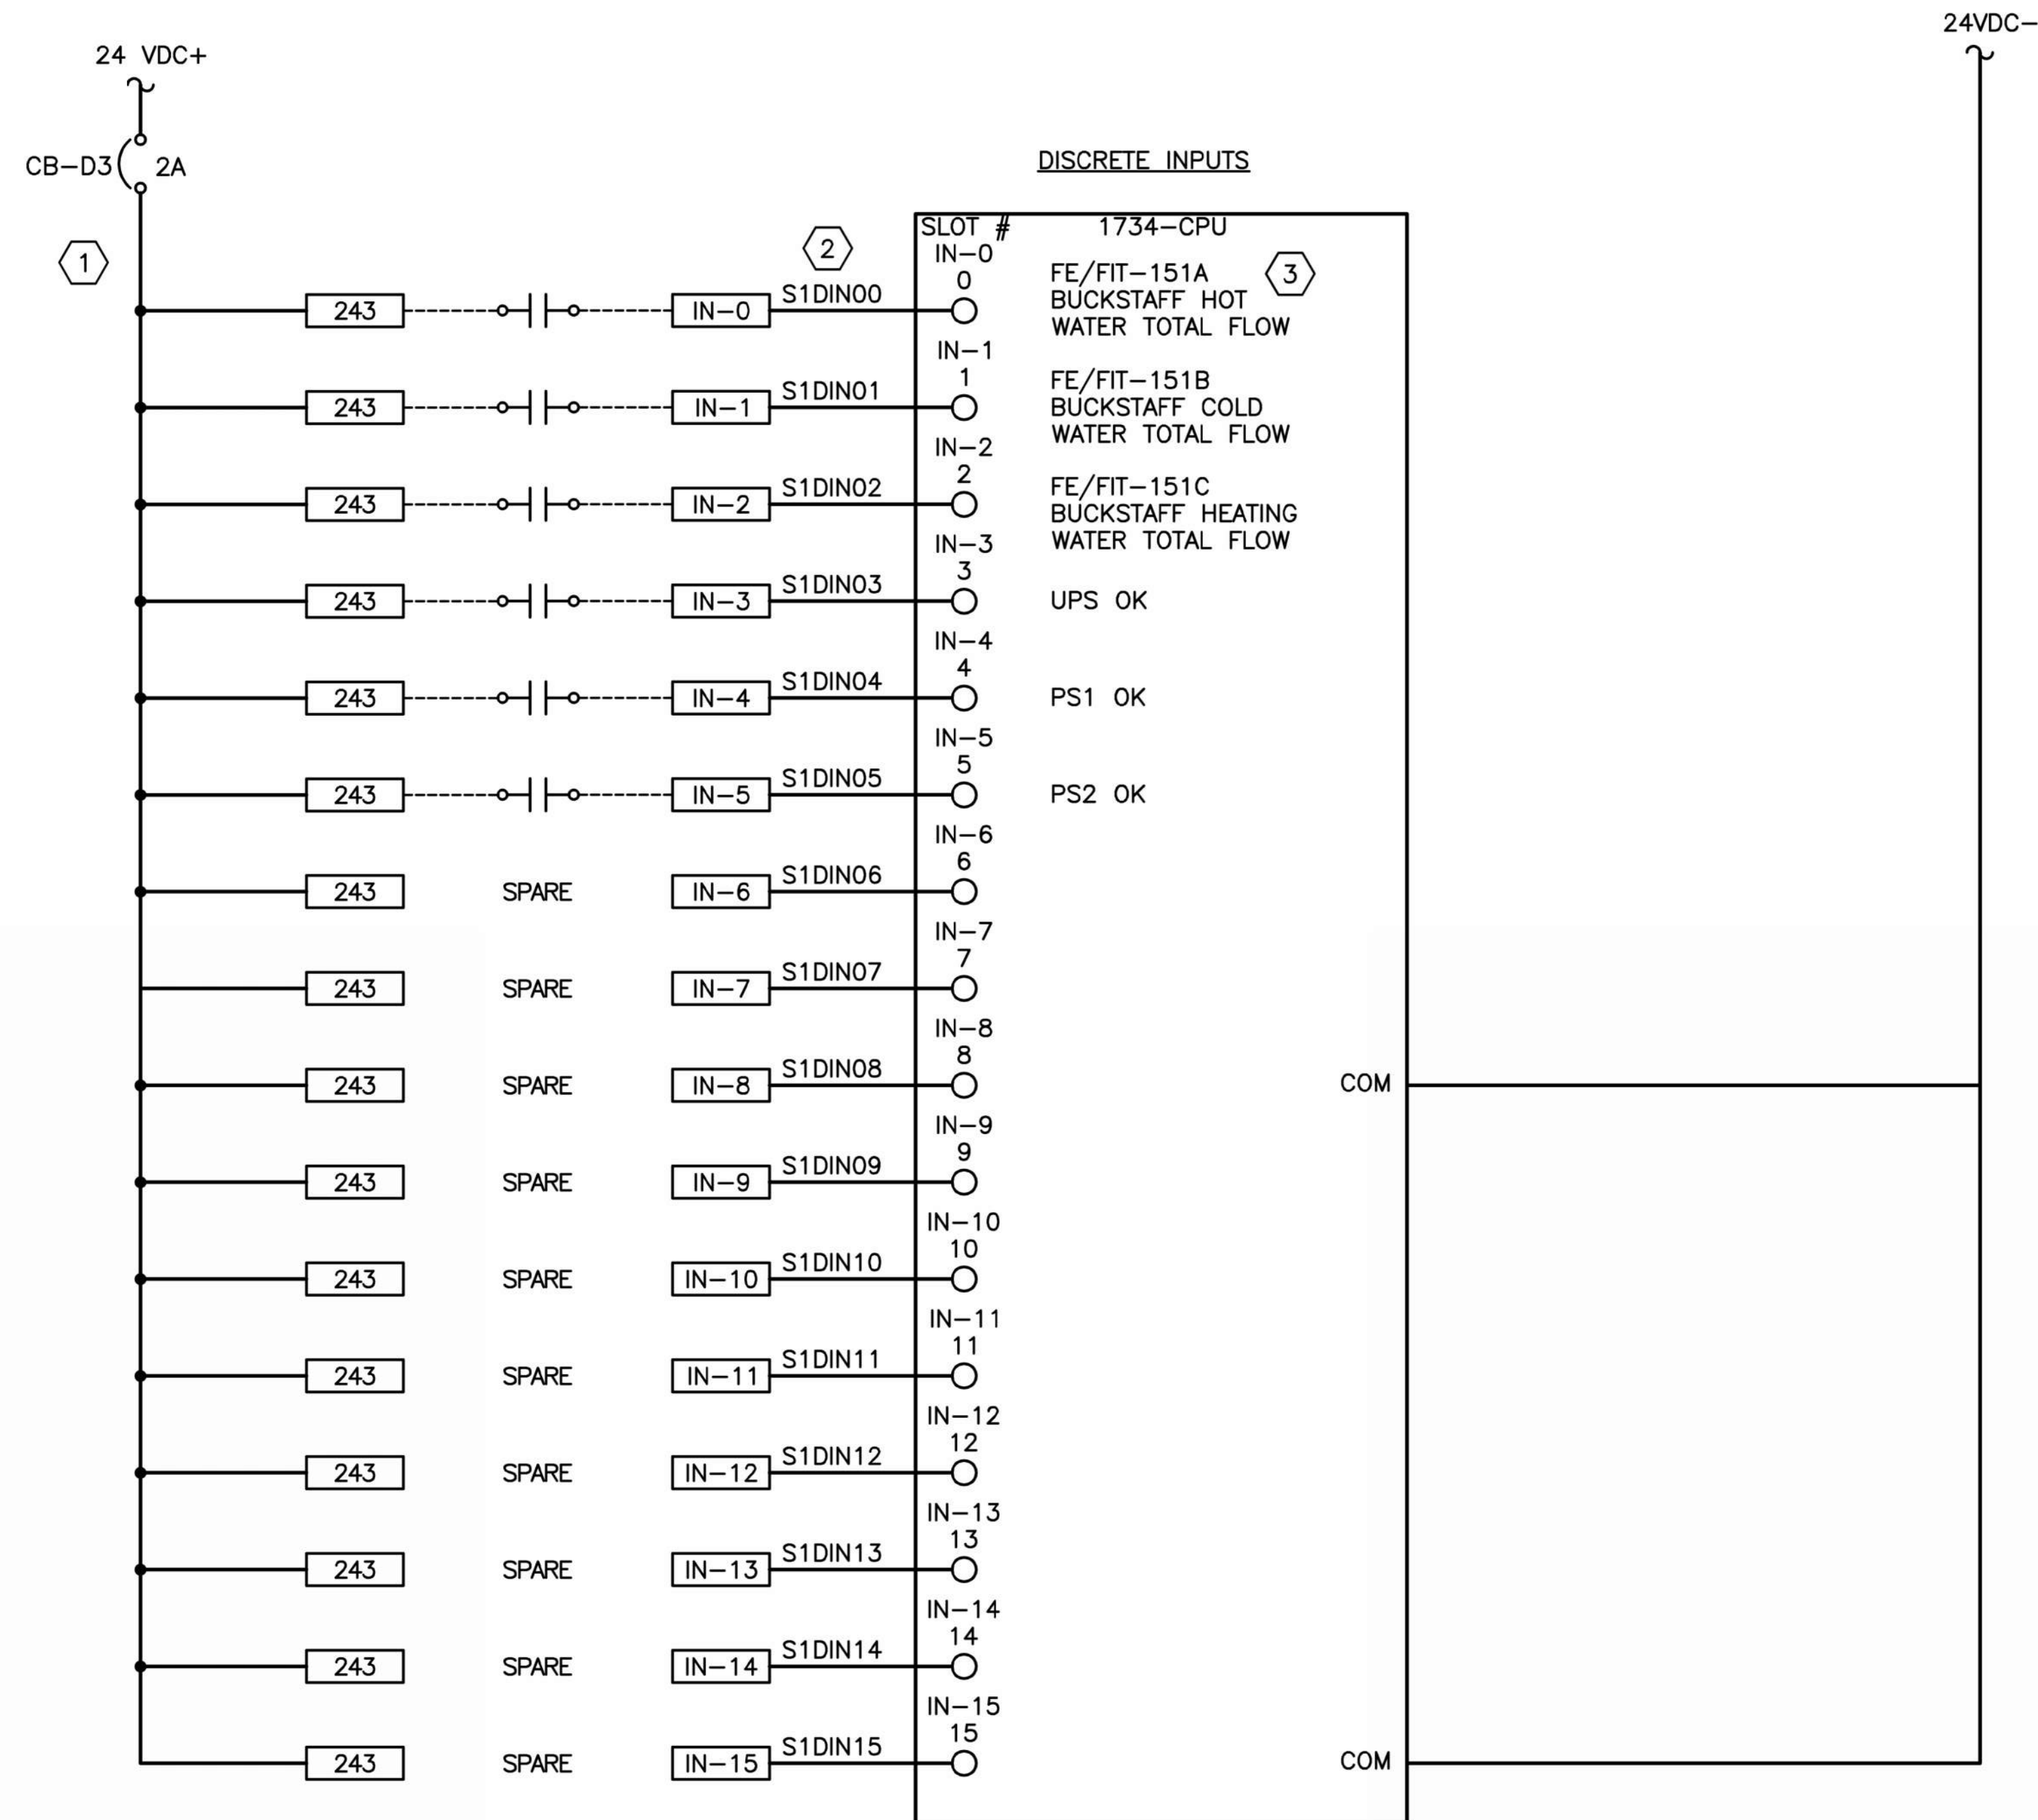 24VDC-
24 VDC+
CB-D3 2A
DISCRETE INPUTS
SLOT # 1734-CPU
1
2
3
IN-0
0
243 IN-0 S1DIN00
FE/FIT-151A
BUCKSTAFF HOT
WATER TOTAL FLOW
IN-1
1
243 IN-1 S1DIN01
FE/FIT-151B
BUCKSTAFF COLD
WATER TOTAL FLOW
IN-2
2
243 IN-2 S1DIN02
FE/FIT-151C
BUCKSTAFF HEATING
WATER TOTAL FLOW
IN-3
3
243 IN-3 S1DIN03 UPS OK
IN-4
4
243 IN-4 S1DIN04 PS1 OK
IN-5
5
243 IN-5 S1DIN05 PS2 OK
IN-6
6
243 SPARE IN-6 S1DIN06
IN-7
7
243 SPARE IN-7 S1DIN07
IN-8
8
243 SPARE IN-8 S1DIN08 COM
IN-9
9
243 SPARE IN-9 S1DIN09
IN-10
10
243 SPARE IN-10 S1DIN10
IN-11
11
243 SPARE IN-11 S1DIN11
IN-12
12
243 SPARE IN-12 S1DIN12
IN-13
13
243 SPARE IN-13 S1DIN13
IN-14
14
243 SPARE IN-14 S1DIN14
IN-15
15
243 SPARE IN-15 S1DIN15 COM